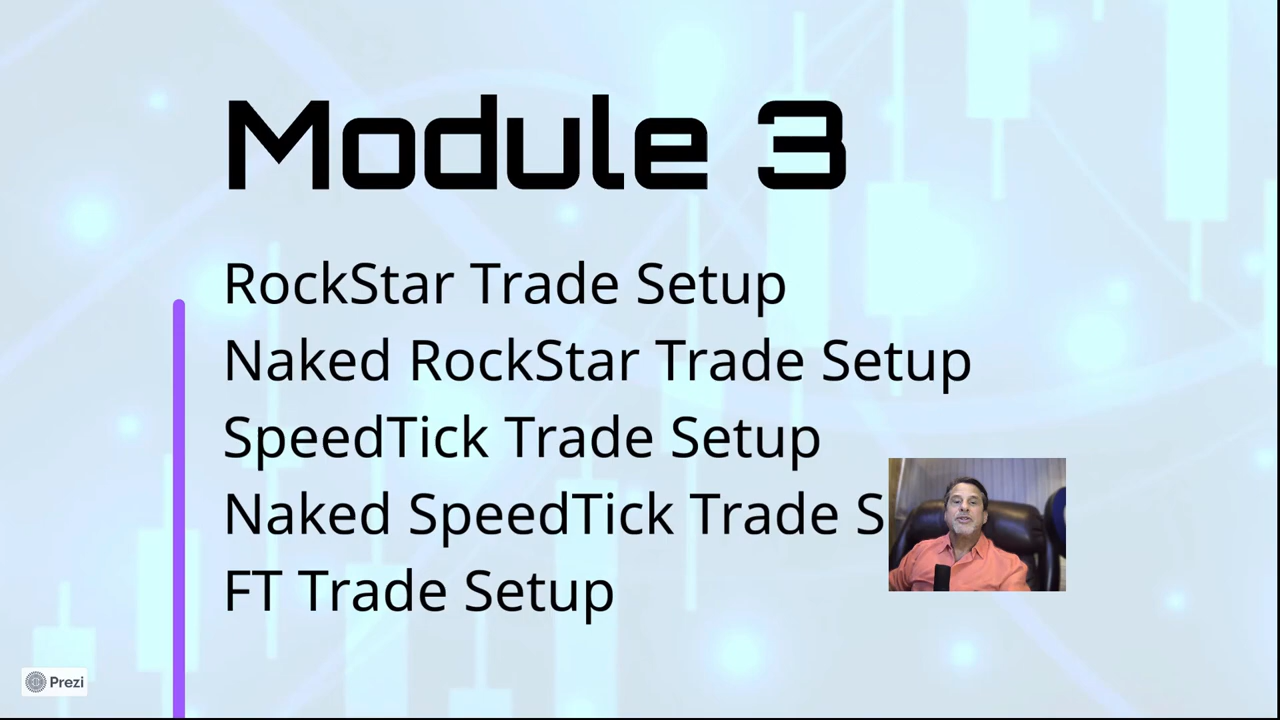 Module 3
RockStar Trade Setup
Naked RockStar Trade Setup
SpeedTick Trade Setup
Naked SpeedTick Trade S
FT Trade Setup
Prezi